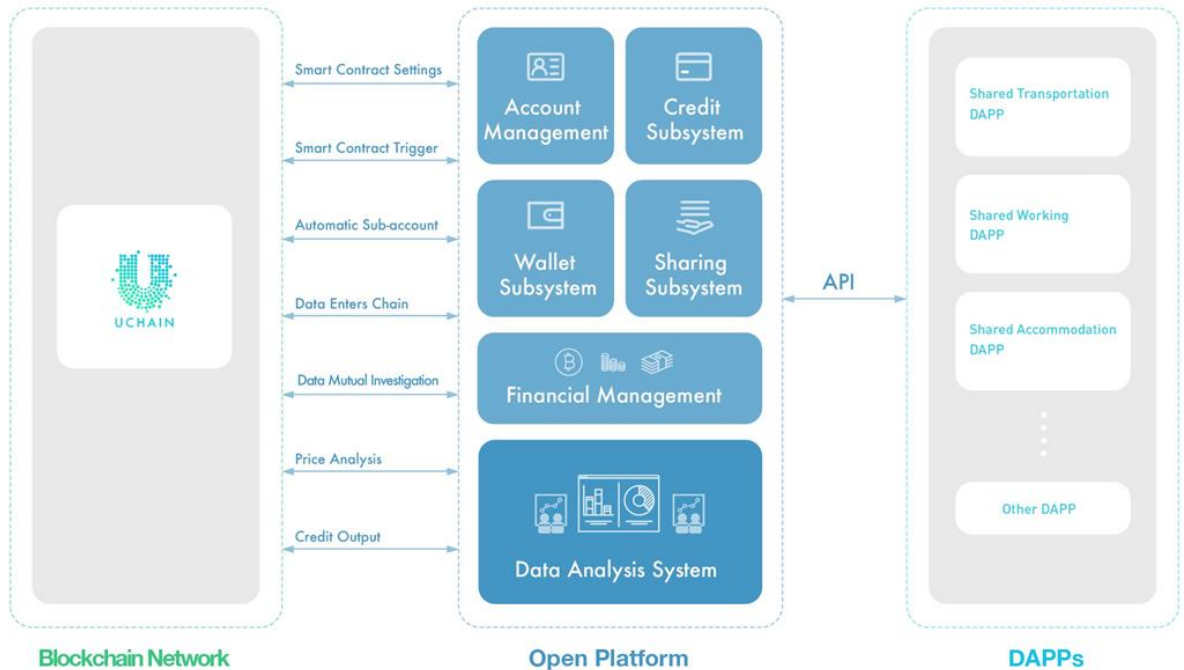 UCHAIN
Smart Contract Settings
Smart Contract Trigger
Automatic Sub-account
Data Enters Chain
Data Mutual Investigation
Price Analysis
Credit Output
Account
Management
Credit
Subsystem
Wallet
Subsystem
Sharing
Subsystem
Financial Management
Data Analysis System
API
Shared Transportation
DAPP
Shared Working
DAPP
Shared Accommodation
DAPP
Other DAPP
Blockchain Network
Open Platform
DAPPs